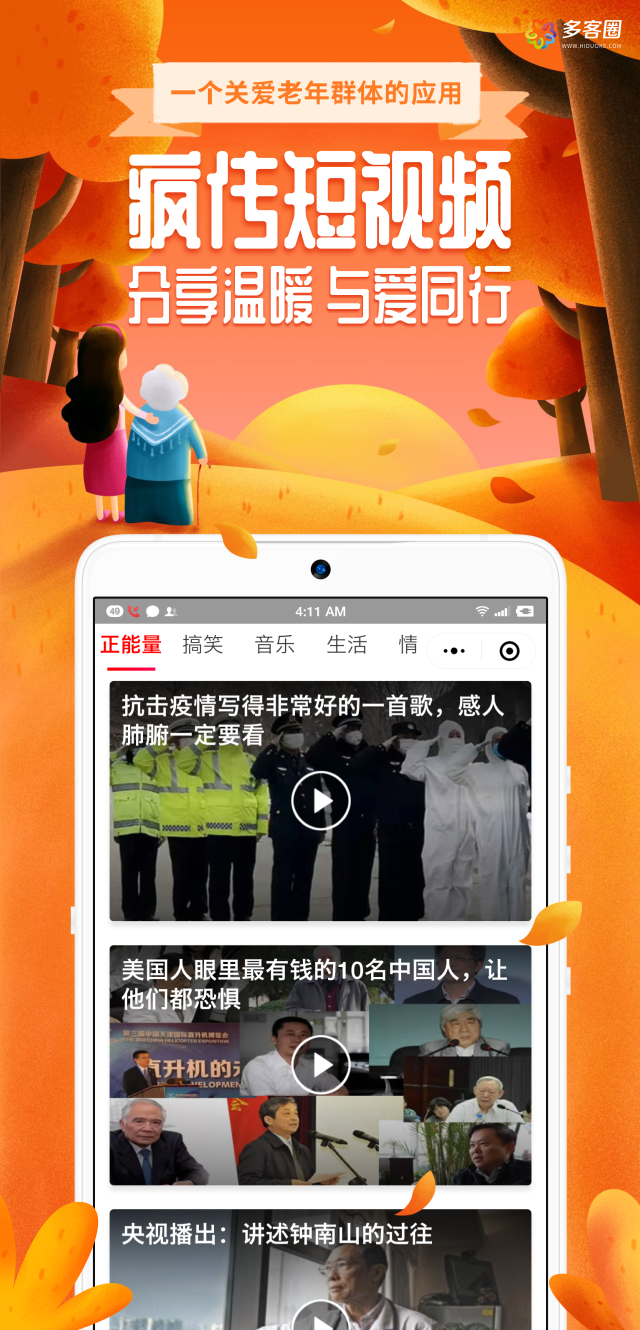 多客圈
WWW.HIDUOKE.COM
一个关爱老年群体的应用
疯传短视频
分享温暖 与爱同行
49
4:11 AM
正能量 搞笑 音乐 生活 情
抗击疫情写得非常好的一首歌，感人
肺腑一定要看
美国人眼里最有钱的10名中国人，让
他们都恐惧
第三届中国天津国际直升机博览会
THE 3RD CHINA HELICOPTER EXPOSITION
直升机的未
DEVELOPMENT
央视播出：讲述钟南山的过往